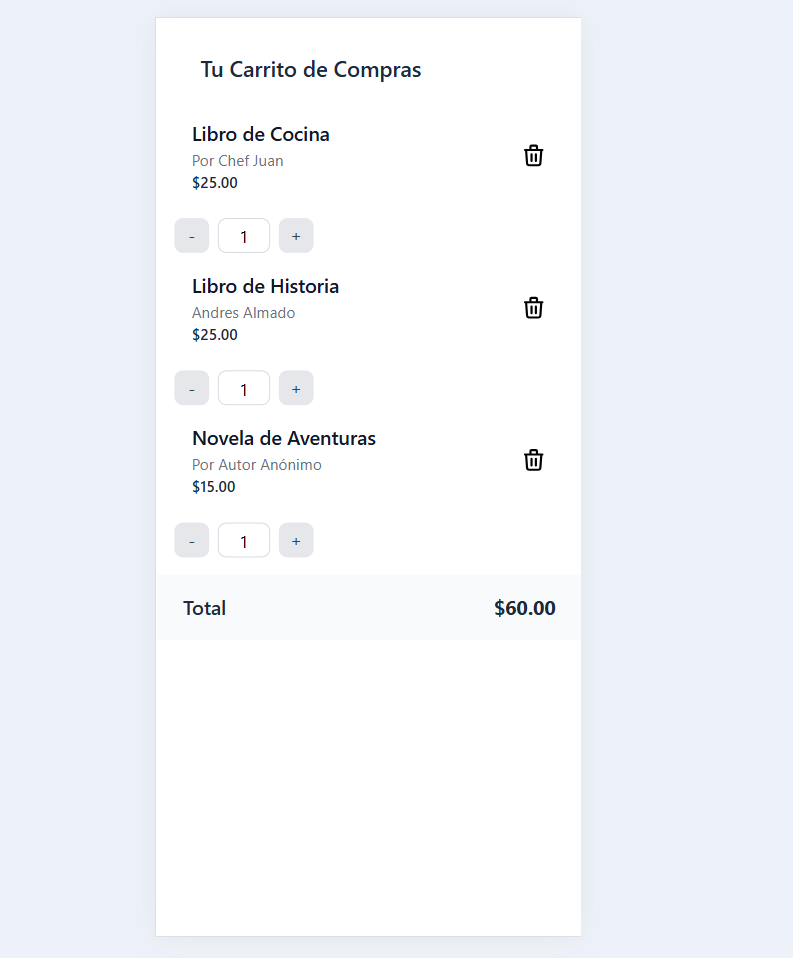 Tu Carrito de Compras
Libro de Cocina
Por Chef Juan
$25.00
- 1 +
Libro de Historia
Andres Almado
$25.00
- 1 +
Novela de Aventuras
Por Autor Anónimo
$15.00
- 1 +
Total $60.00